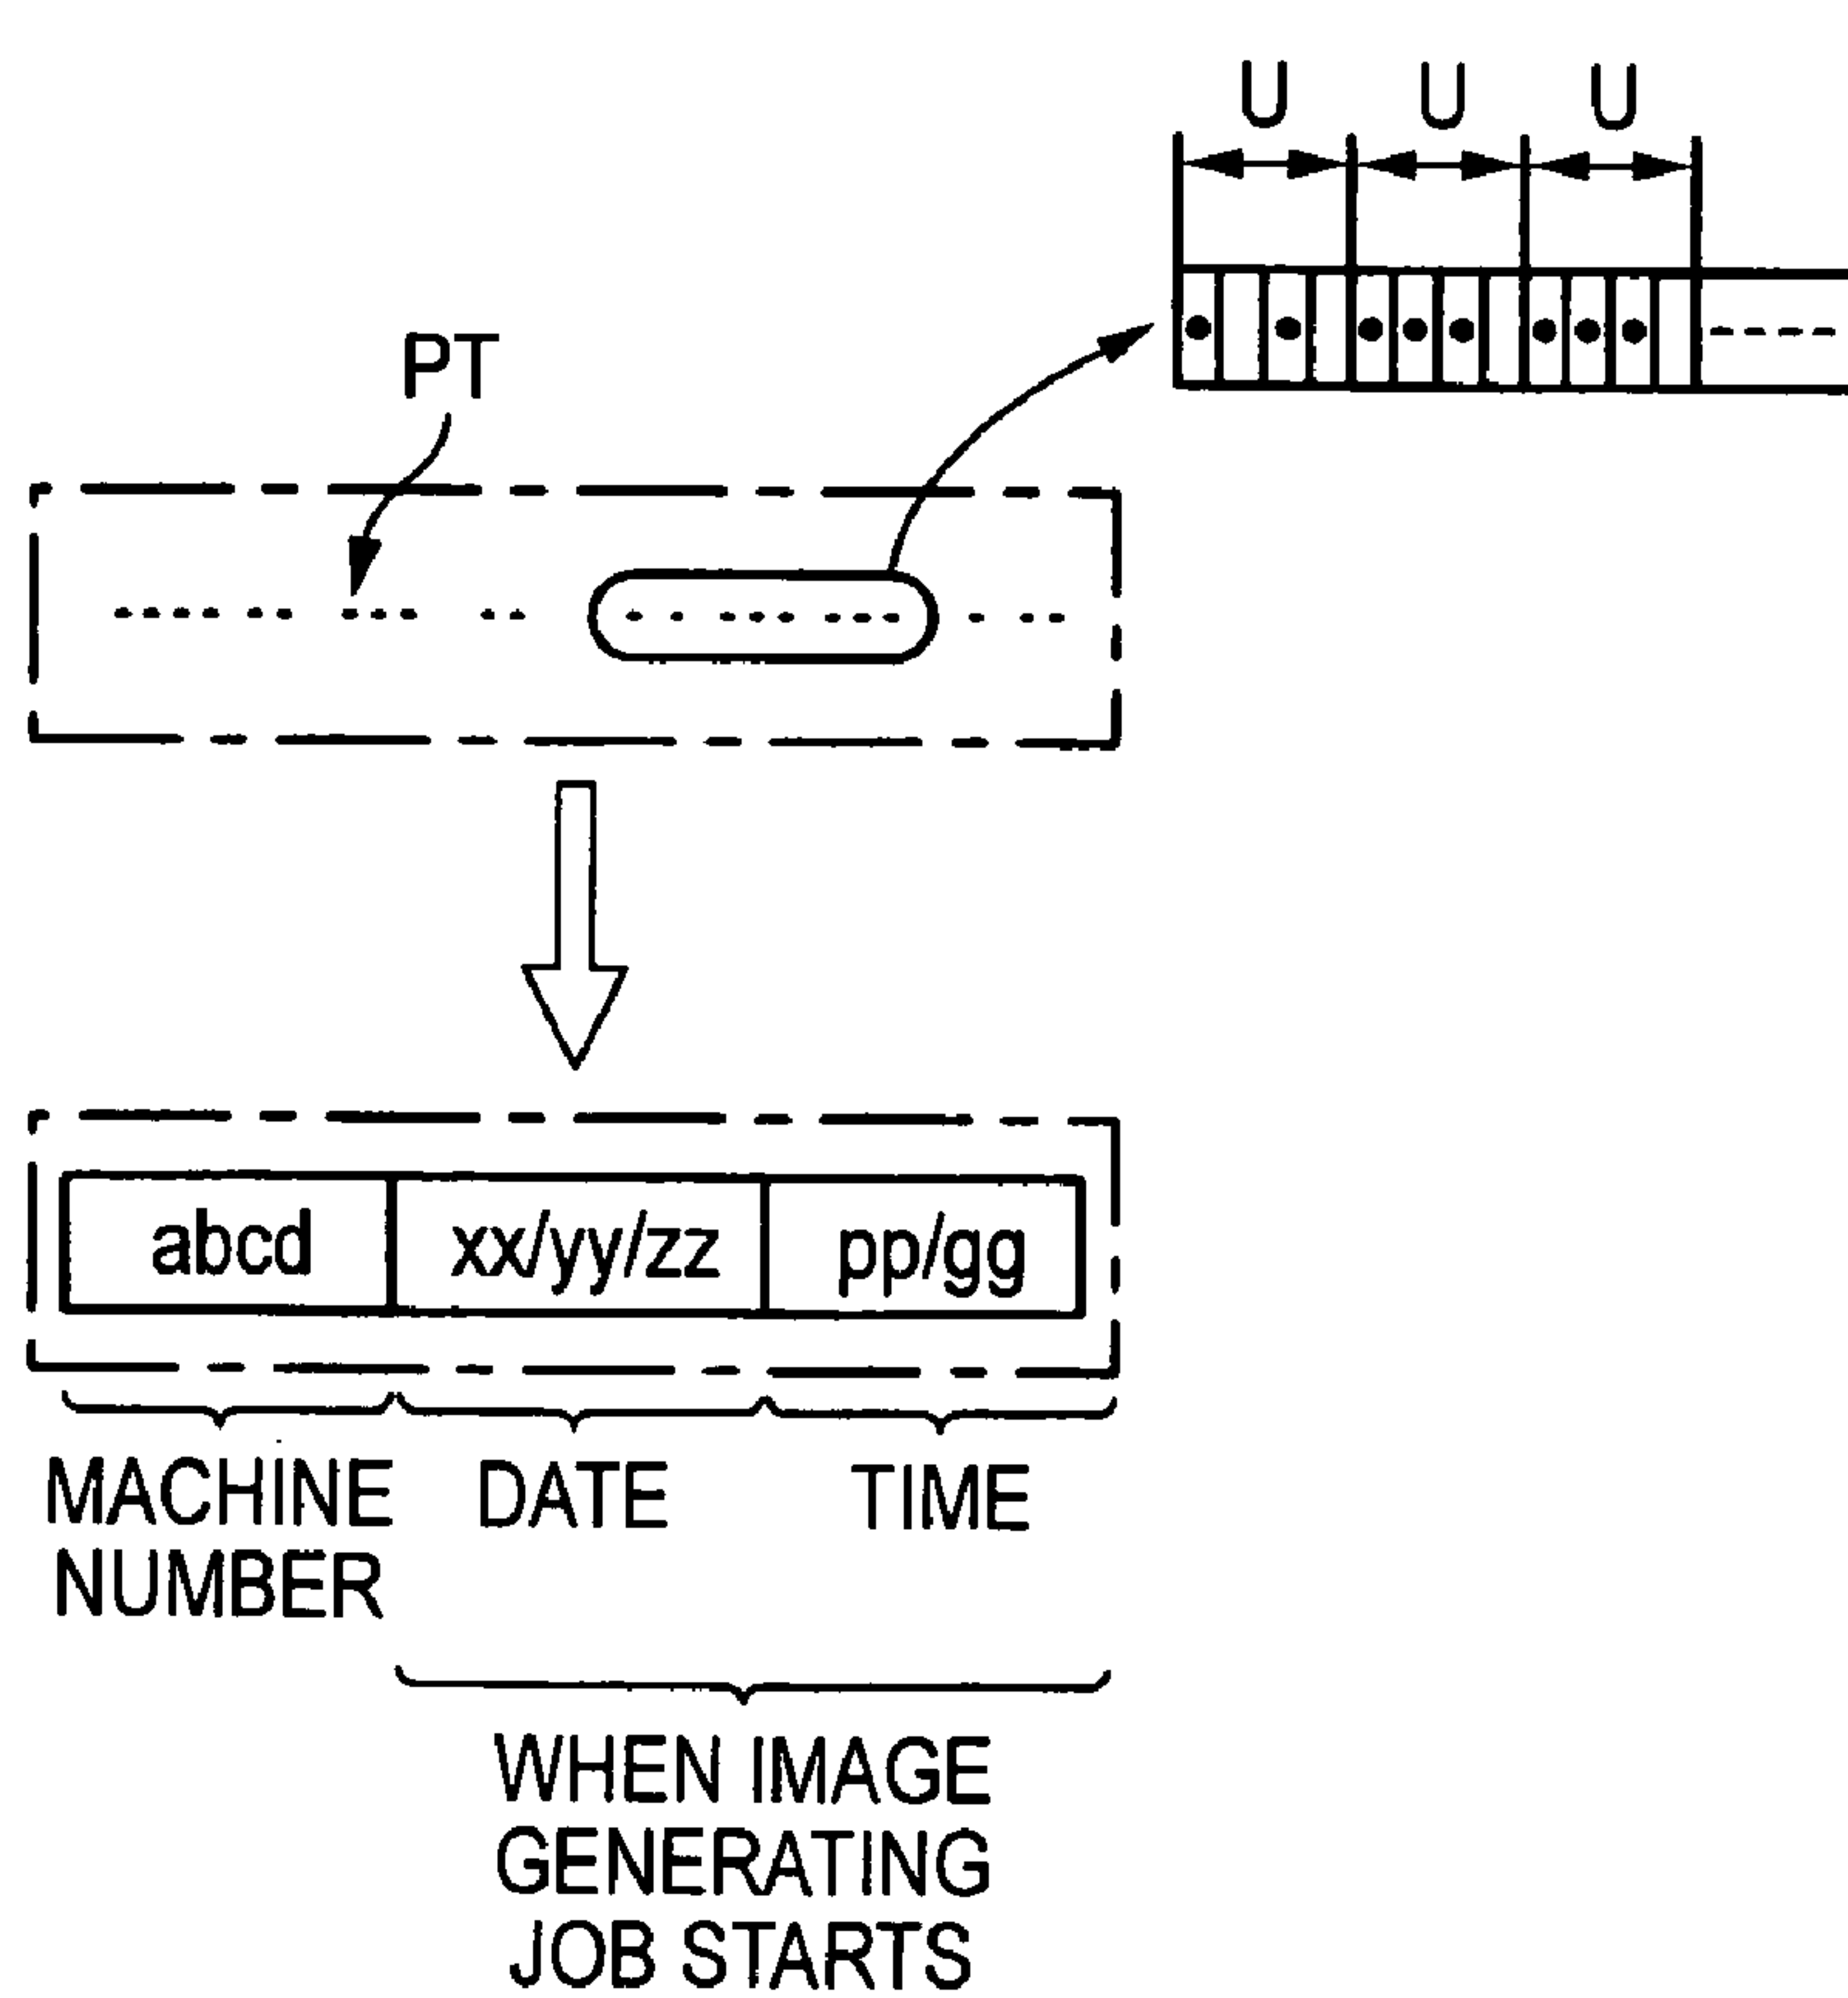 U U U
PT
abcd xx/yy/zz pp/gg
MACHINE DATE TIME
NUMBER
WHEN IMAGE
GENERATING
JOB STARTS